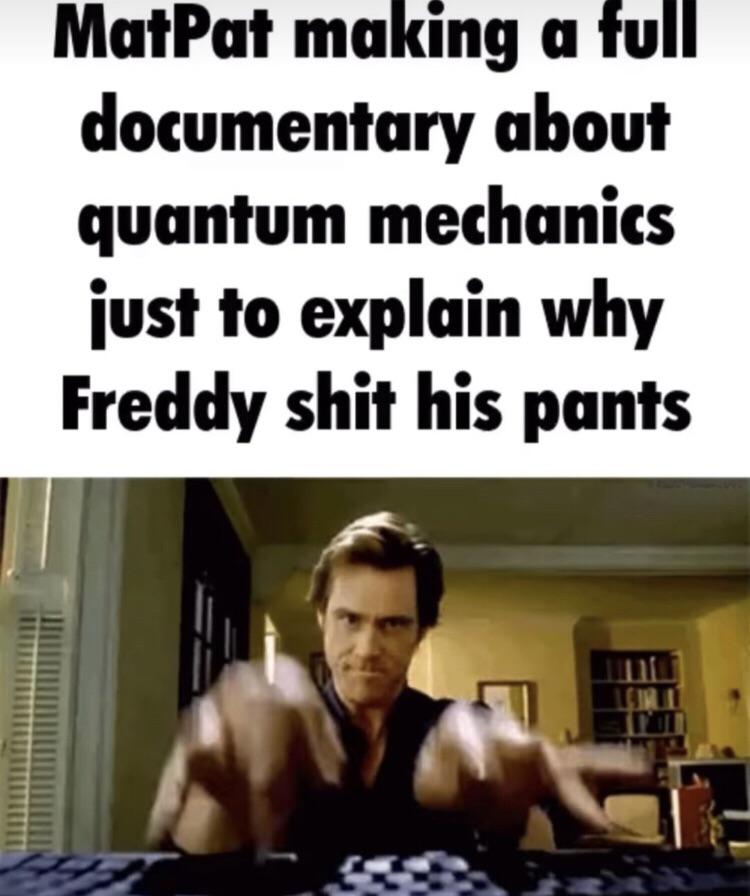 MatPat making a full
documentary about
quantum mechanics
just to explain why
Freddy shit his pants